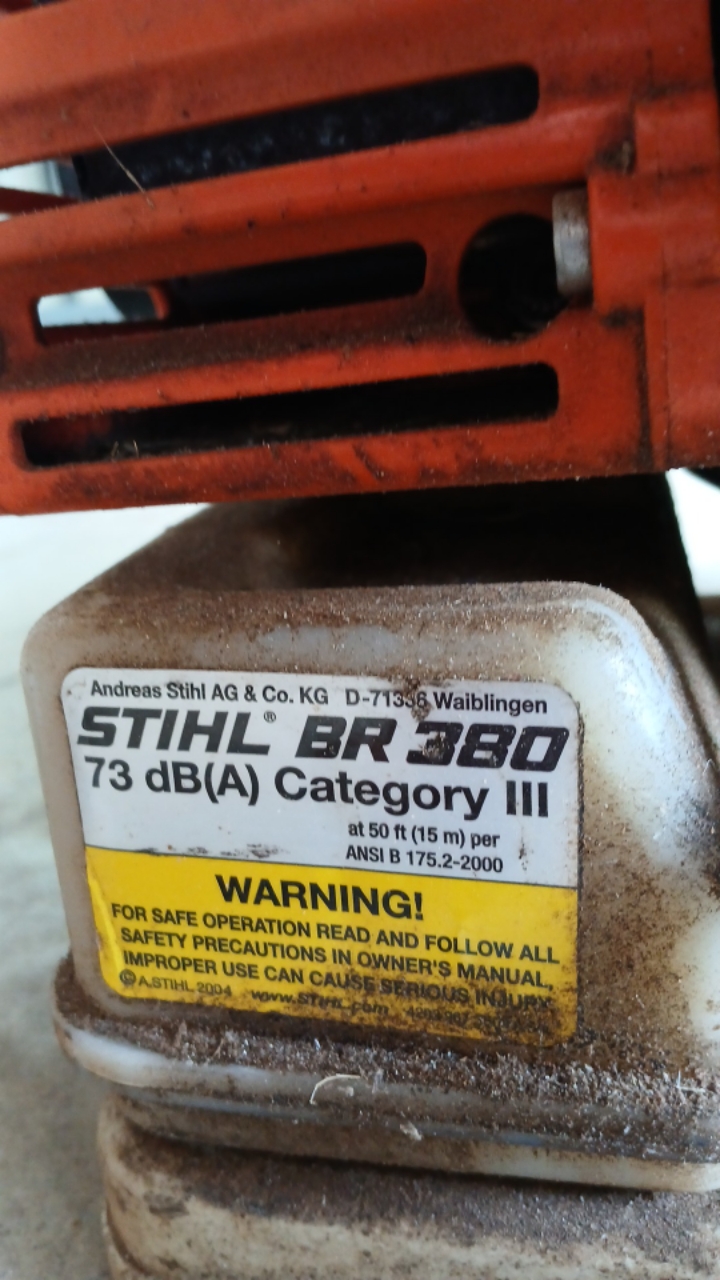 Andreas Stihl AG & Co. KG D-71336 Waiblingen
STIHL® BR 380
73 dB(A) Category III
at 50 ft (15 m) per
ANSI B 175.2-2000
WARNING!
FOR SAFE OPERATION READ AND FOLLOW ALL
SAFETY PRECAUTIONS IN OWNER'S MANUAL,
IMPROPER USE CAN CAUSE SERIOUS INJURY.
© A.STIHL 2004 www.STIHL.com